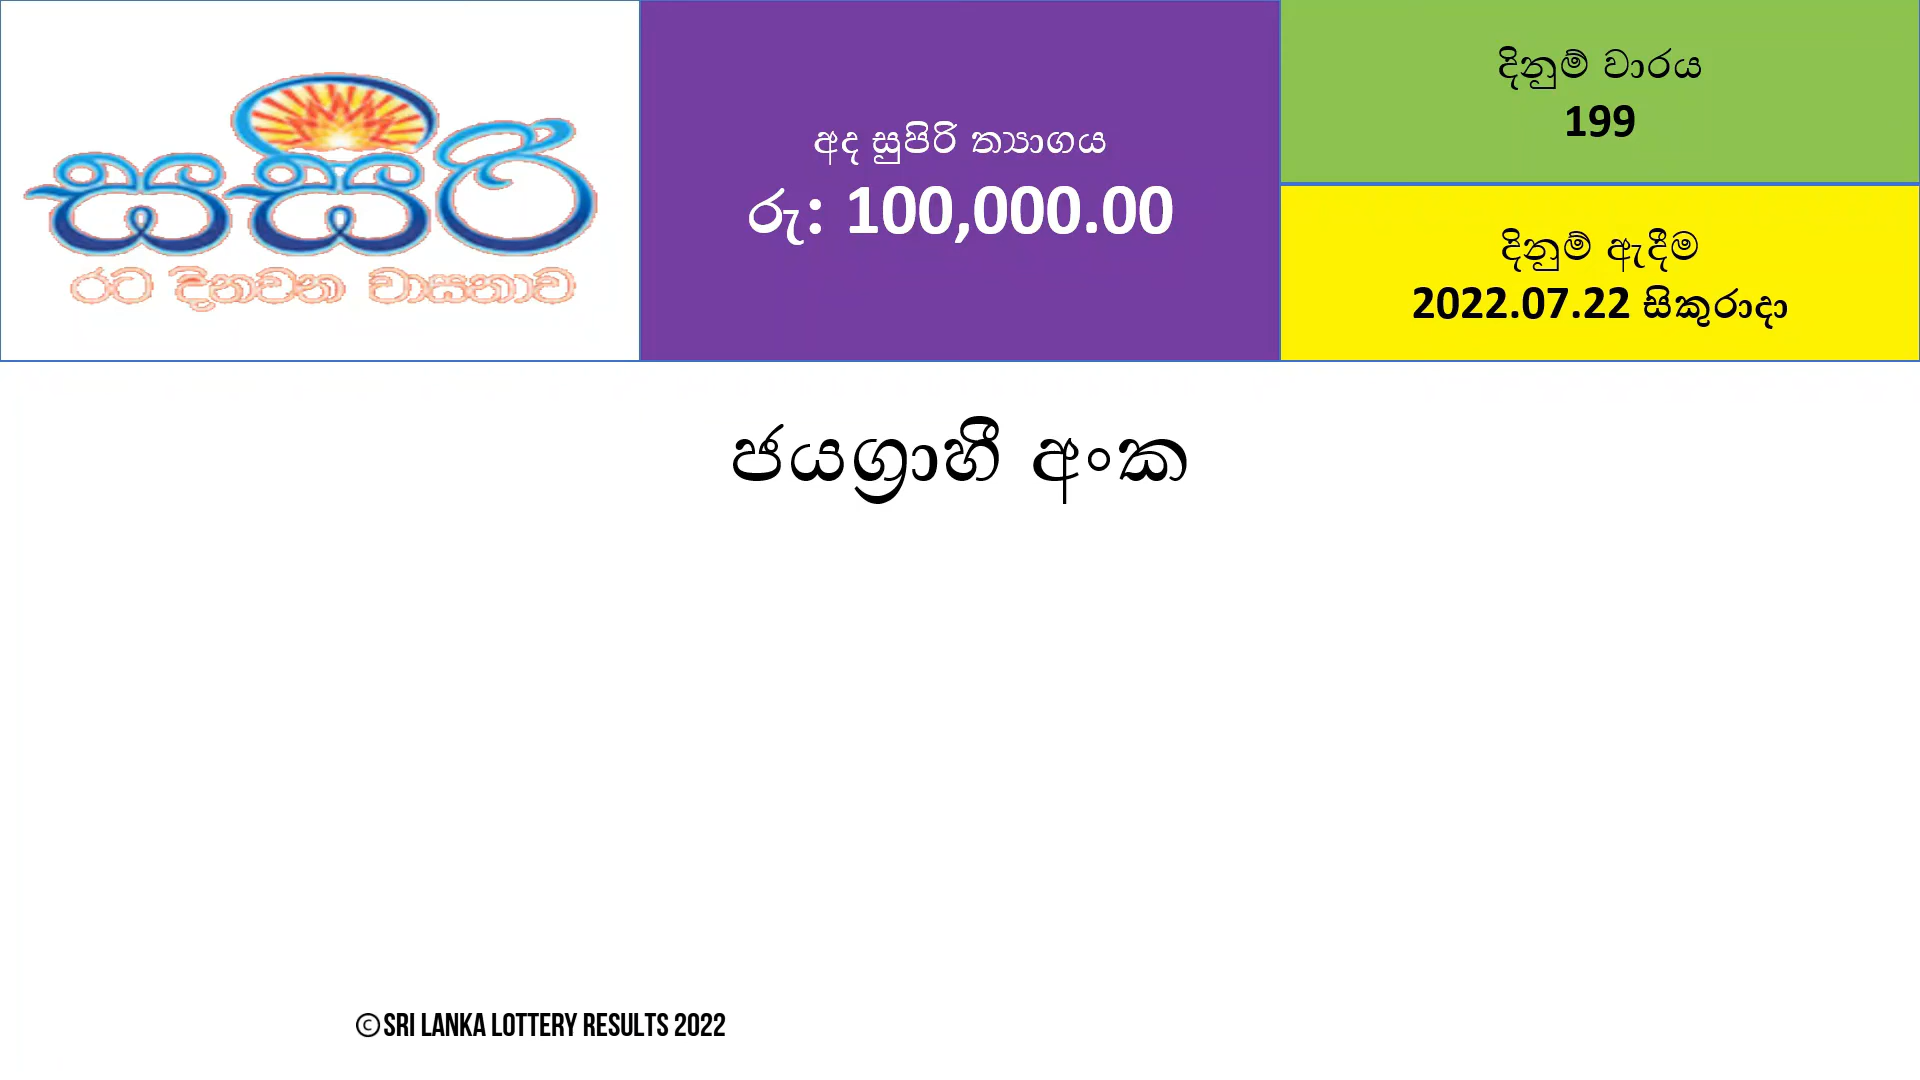 සසිරි
රට දිනවන වාසනාව
අද සුපිරි ත්‍යාගය
රු: 100,000.00
දිනුම් වාරය
199
දිනුම් ඇදීම
2022.07.22 සිකුරාදා
ජයග්‍රාහී අංක
©SRI LANKA LOTTERY RESULTS 2022